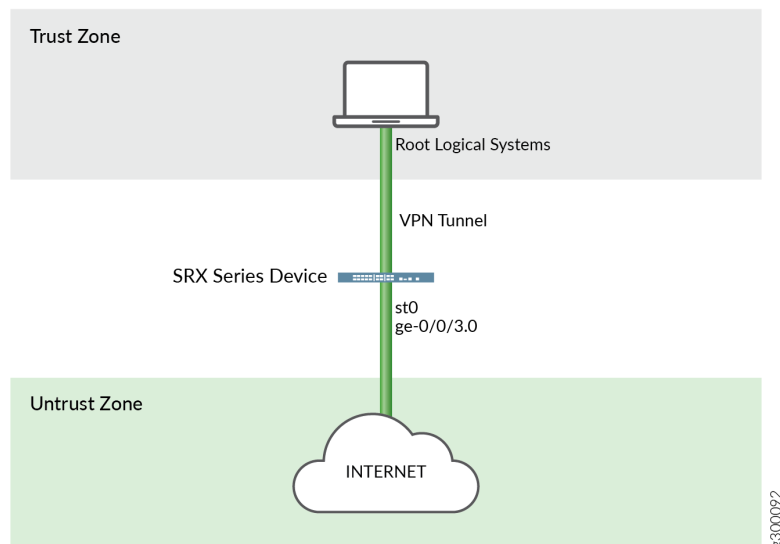 Trust Zone
Root Logical Systems
VPN Tunnel
SRX Series Device
st0
ge-0/0/3.0
Untrust Zone
INTERNET